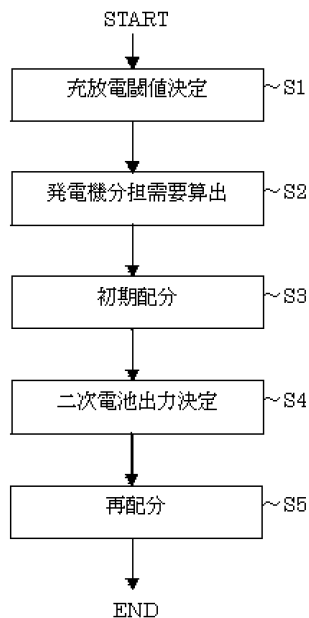 START
充放電閾値決定
~S1
発電機分担需要算出
~S2
初期配分
~S3
二次電池出力決定
~S4
再配分
~S5
END